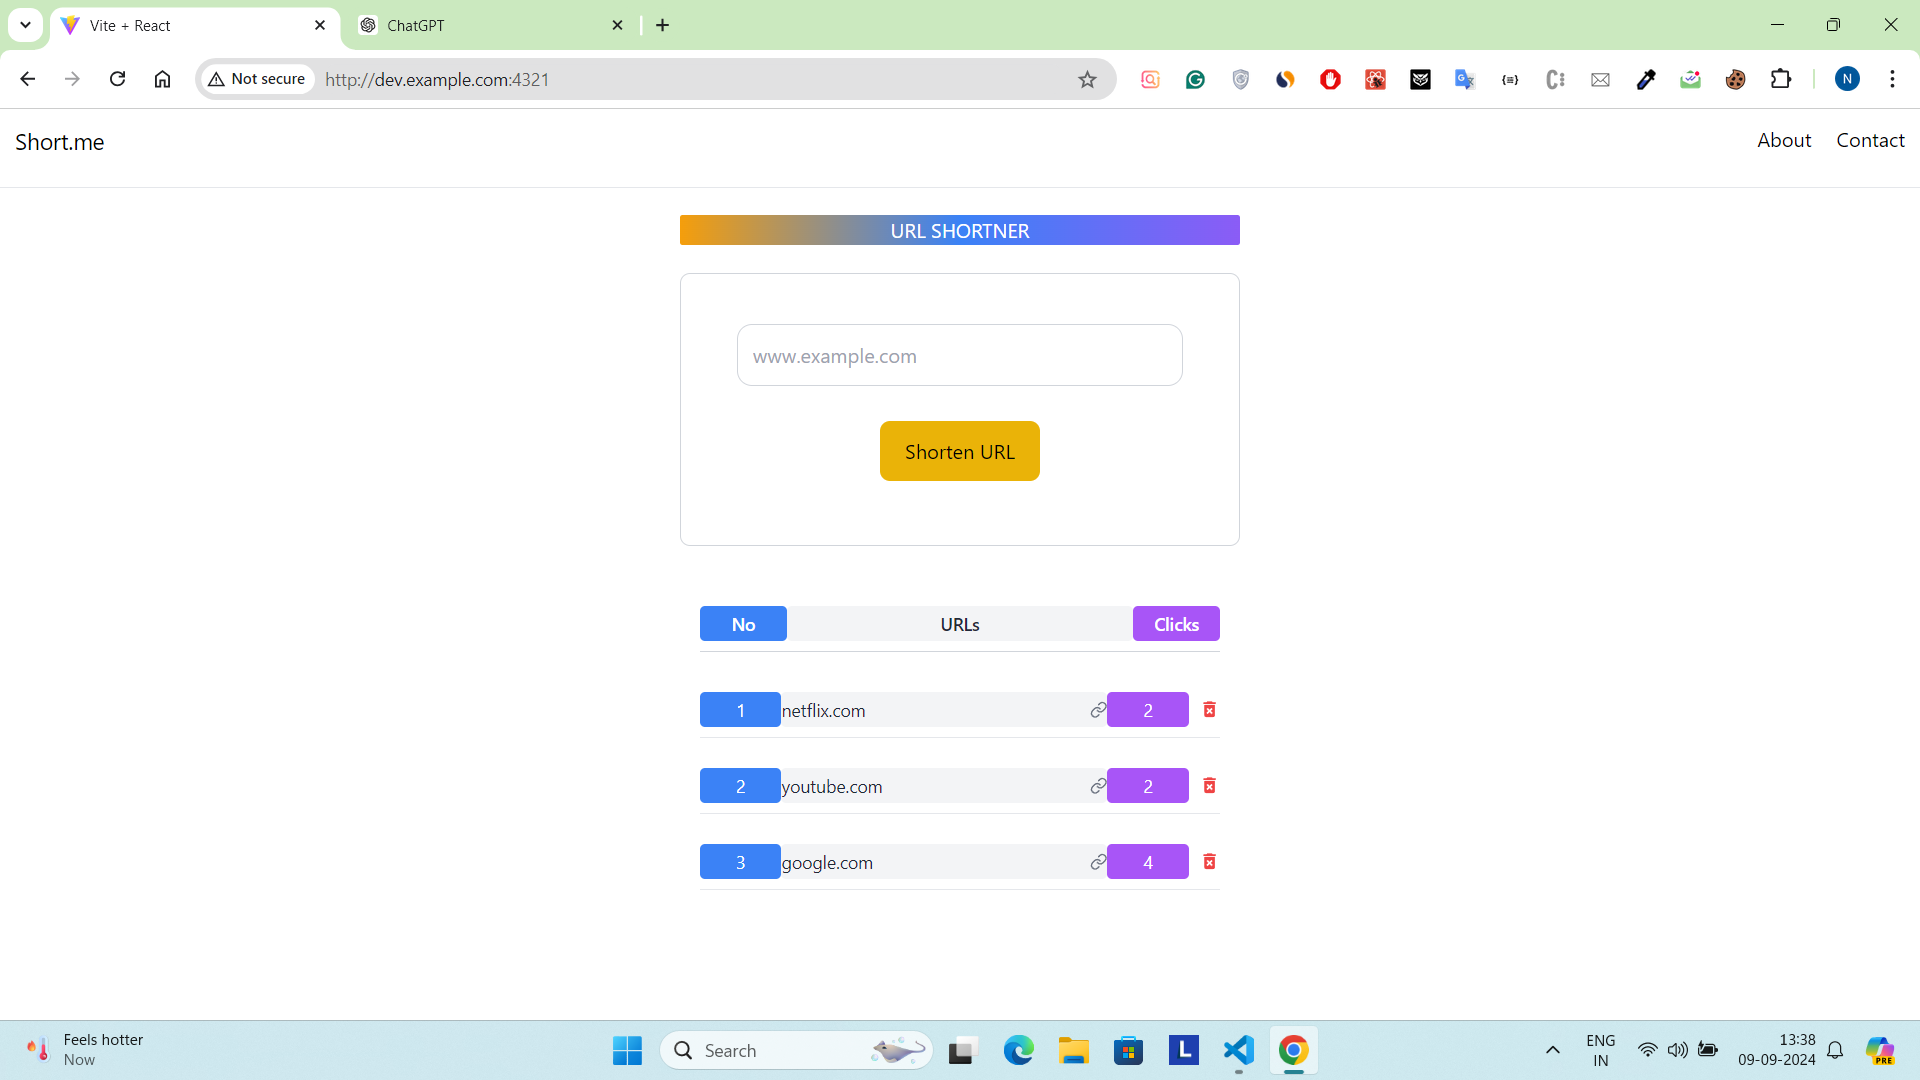 Vite + React
ChatGPT
Not secure
http://dev.example.com:4321
N
Short.me
About
Contact
URL SHORTNER
www.example.com
Shorten URL
No URLs Clicks
1 netflix.com 2
2 youtube.com 2
3 google.com 4
Feels hotter
Now
Search
L
ENG
IN
13:38
09-09-2024
PRE